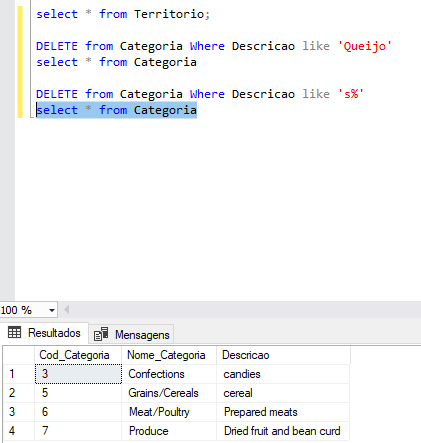 select * from Territorio;
DELETE from Categoria Where Descricao like 'Queijo'
select * from Categoria
DELETE from Categoria Where Descricao like 's%'
select * from Categoria
100 %
Resultados Mensagens
Cod_Categoria Nome_Categoria Descricao
1 3 Confections candies
2 5 Grains/Cereals cereal
3 6 Meat/Poultry Prepared meats
4 7 Produce Dried fruit and bean curd